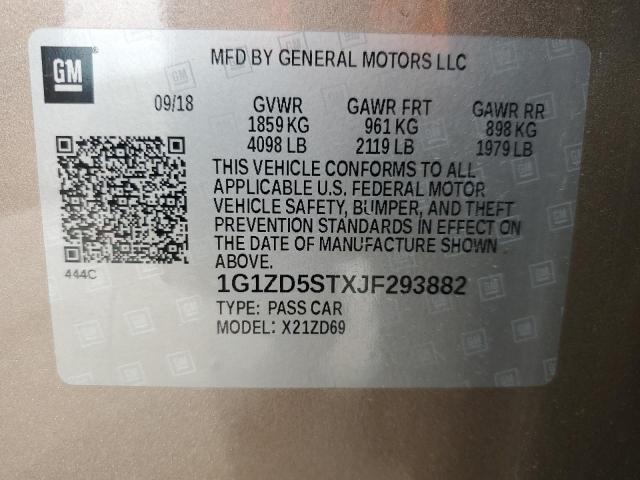 GM
MFD BY GENERAL MOTORS LLC
09/18 GVWR GAWR FRT GAWR RR
1859 KG 961 KG 898 KG
4098 LB 2119 LB 1979 LB
THIS VEHICLE CONFORMS TO ALL
APPLICABLE U.S. FEDERAL MOTOR
VEHICLE SAFETY, BUMPER, AND THEFT
PREVENTION STANDARDS IN EFFECT ON
THE DATE OF MANUFACTURE SHOWN
ABOVE.
444C
1G1ZD5STXJF293882
TYPE: PASS CAR
MODEL: X21ZD69